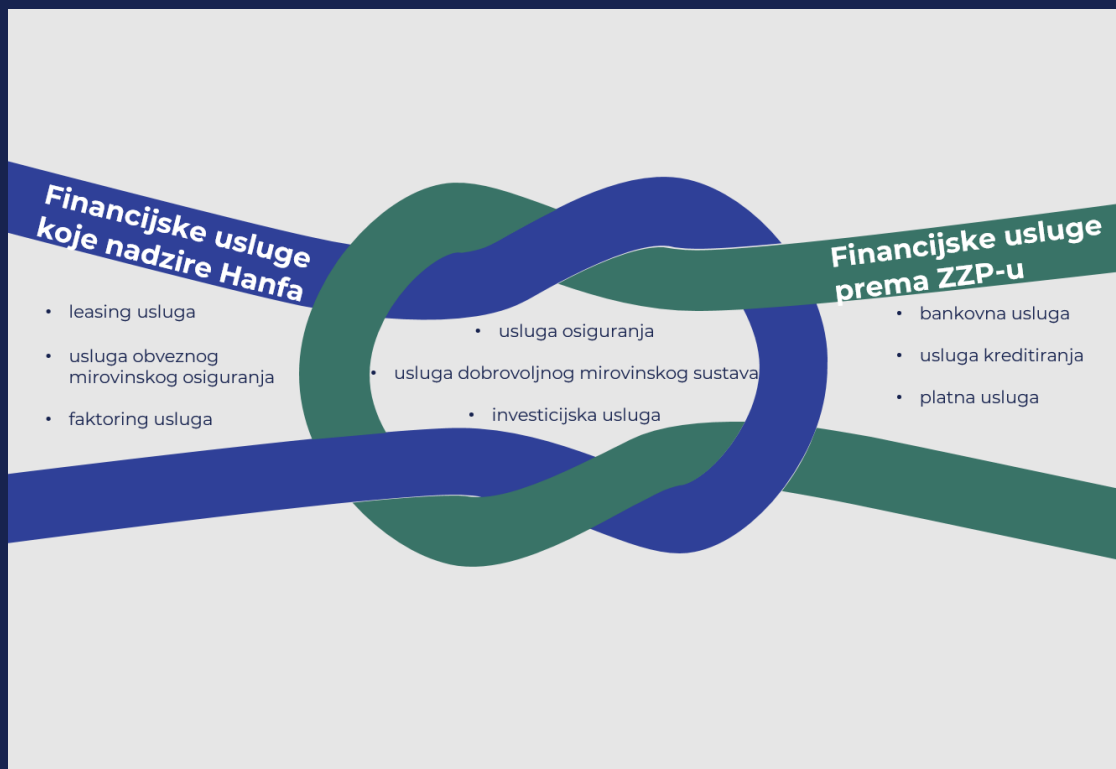 Financijske usluge
koje nadzire Hanfa
• leasing usluga
• usluga obveznog
mirovinskog osiguranja
• faktoring usluga
• usluga osiguranja
• usluga dobrovoljnog mirovinskog sustava
• investicijska usluga
Financijske usluge
prema ZZP-u
• bankovna usluga
• usluga kreditiranja
• platna usluga